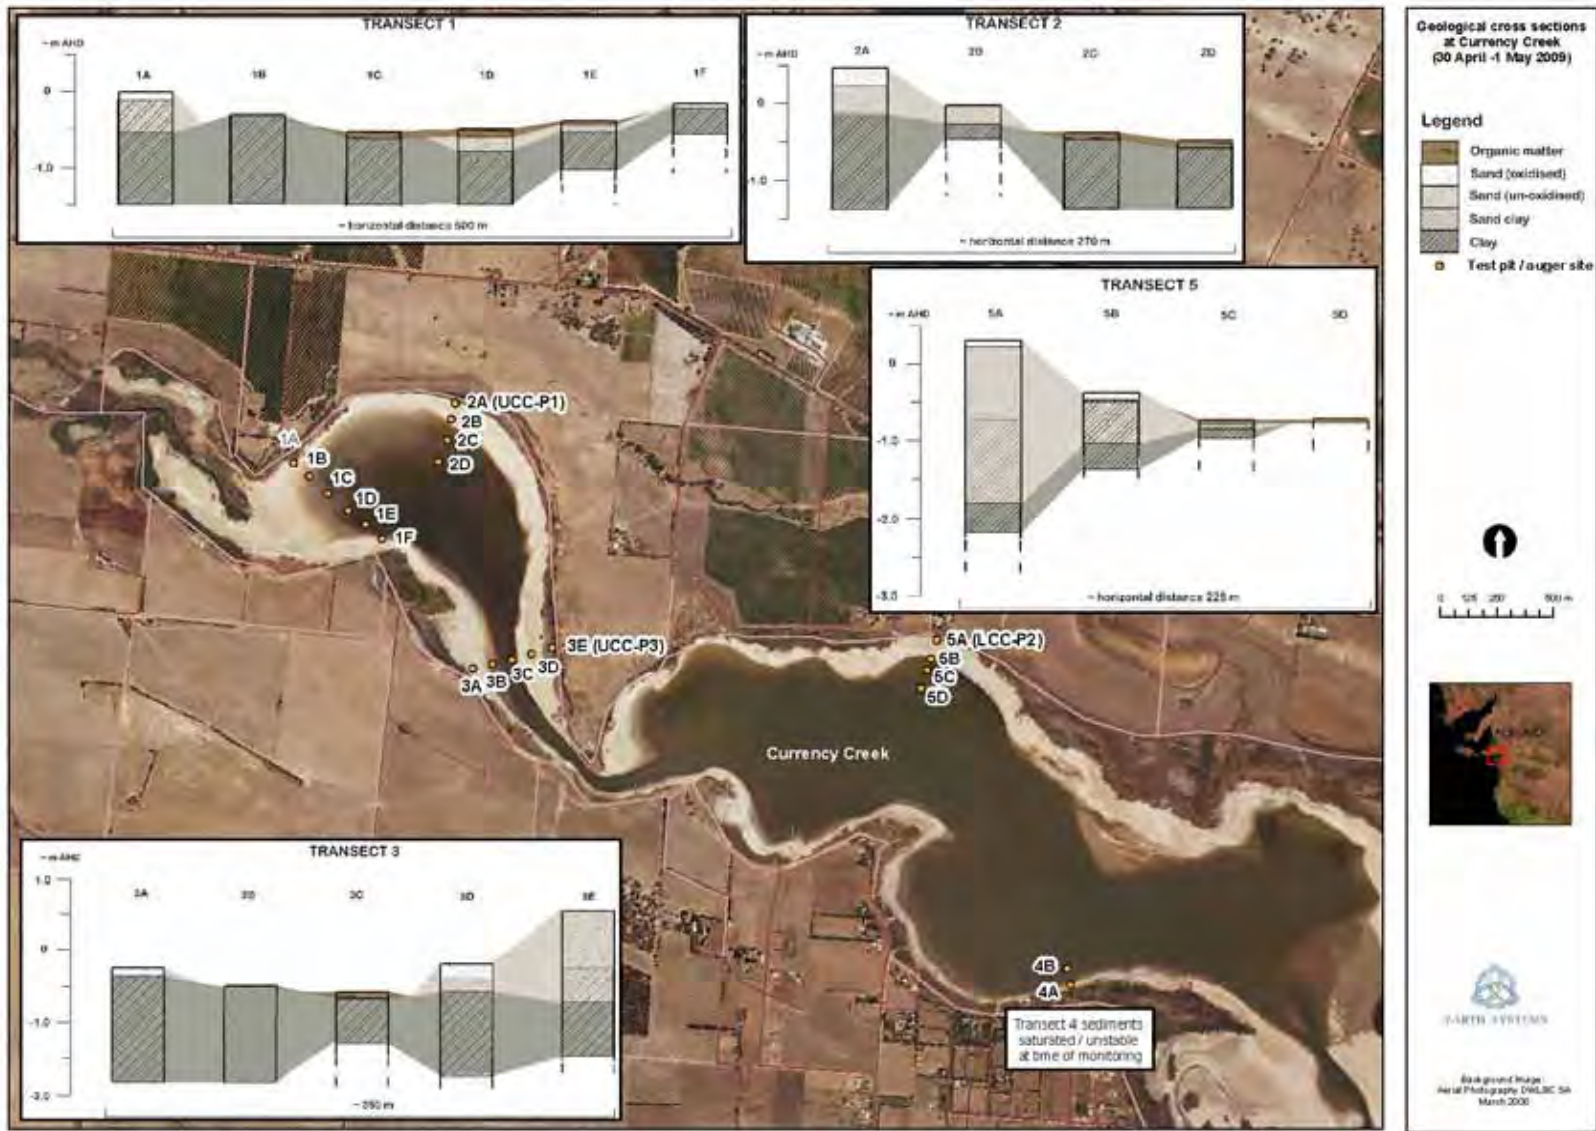 TRANSECT 1
~ m AHD
1A 1B 1C 1D 1E 1F
0
-1.0
~ horizontal distance 500 m
TRANSECT 2
~ m AHD
2A 2B 2C 2D
0
-1.0
~ horizontal distance 270 m
TRANSECT 5
~ m AHD
5A 5B 5C 5D
0
-1.0
-2.0
-3.0
~ horizontal distance 225 m
Geological cross sections
at Currency Creek
(30 April -1 May 2009)
Legend
Organic matter
Sand (oxidised)
Sand (un-oxidised)
Sand clay
Clay
Test pit / auger site
0 125 250 500 m
2A (UCC-P1)
2B
2C
2D
1A
1B
1C
1D
1E
1F
3E (UCC-P3)
3D
3C
3B
3A
5A (LCC-P2)
5B
5C
5D
Currency Creek
4B
4A
Transect 4 sediments
saturated / unstable
at time of monitoring
TRANSECT 3
~ m AHD
3A 3B 3C 3D 3E
1.0
0
-1.0
~ 350 m
EARTH SYSTEMS
Background Image:
Aerial Photography DWLBC SA